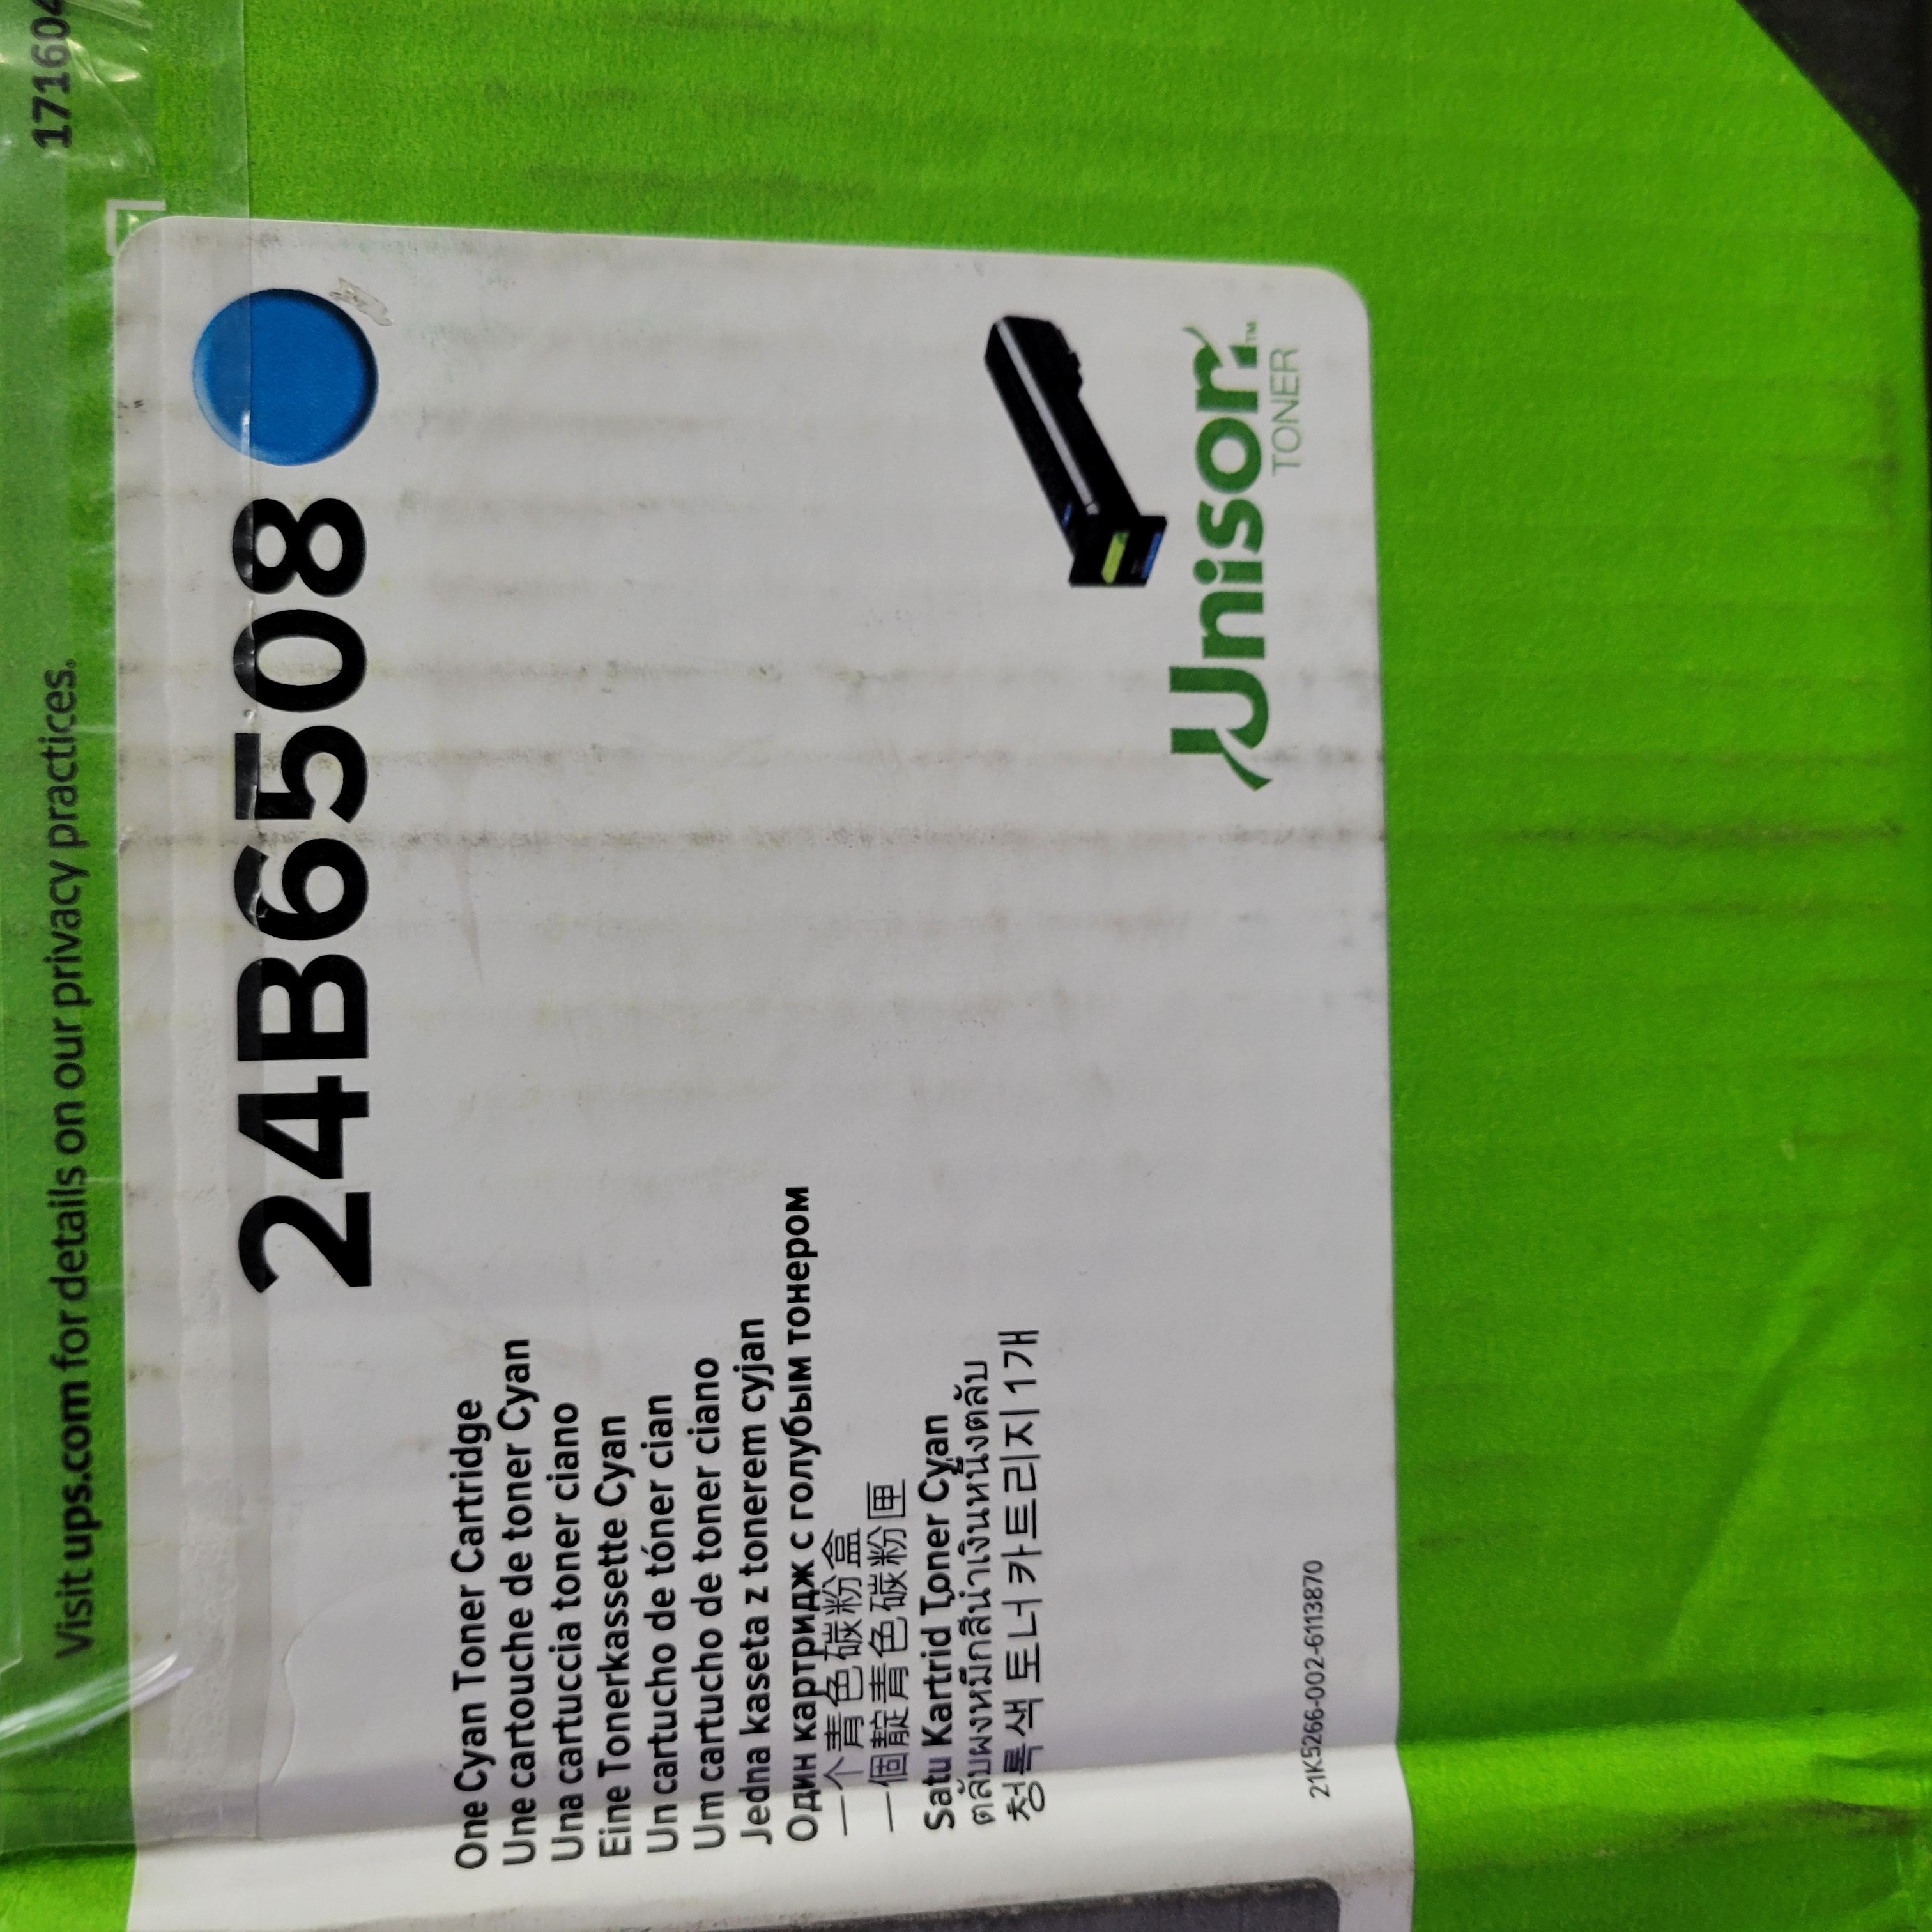 171604
Visit ups.com for details on our privacy practices.
24B6508
One Cyan Toner Cartridge
Une cartouche de toner Cyan
Una cartuccia toner ciano
Eine Tonerkassette Cyan
Un cartucho de tóner cian
Um cartucho de toner ciano
Jedna kaseta z tonerem cyjan
Один картридж с голубым тонером
一个青色碳粉盒
一個靛青色碳粉匣
Satu Kartrid Toner Cyan
ตลับผงหมึกสีน้ำเงินหนึ่งตลับ
청록색 토너 카트리지 1개
Unison™
TONER
21K5266-002-6113870